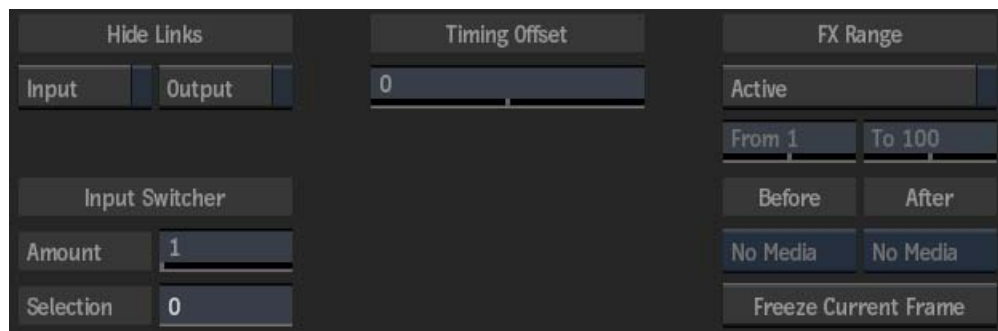 Hide Links
Input Output
Input Switcher
Amount 1
Selection 0
Timing Offset
0
FX Range
Active
From 1 To 100
Before After
No Media No Media
Freeze Current Frame